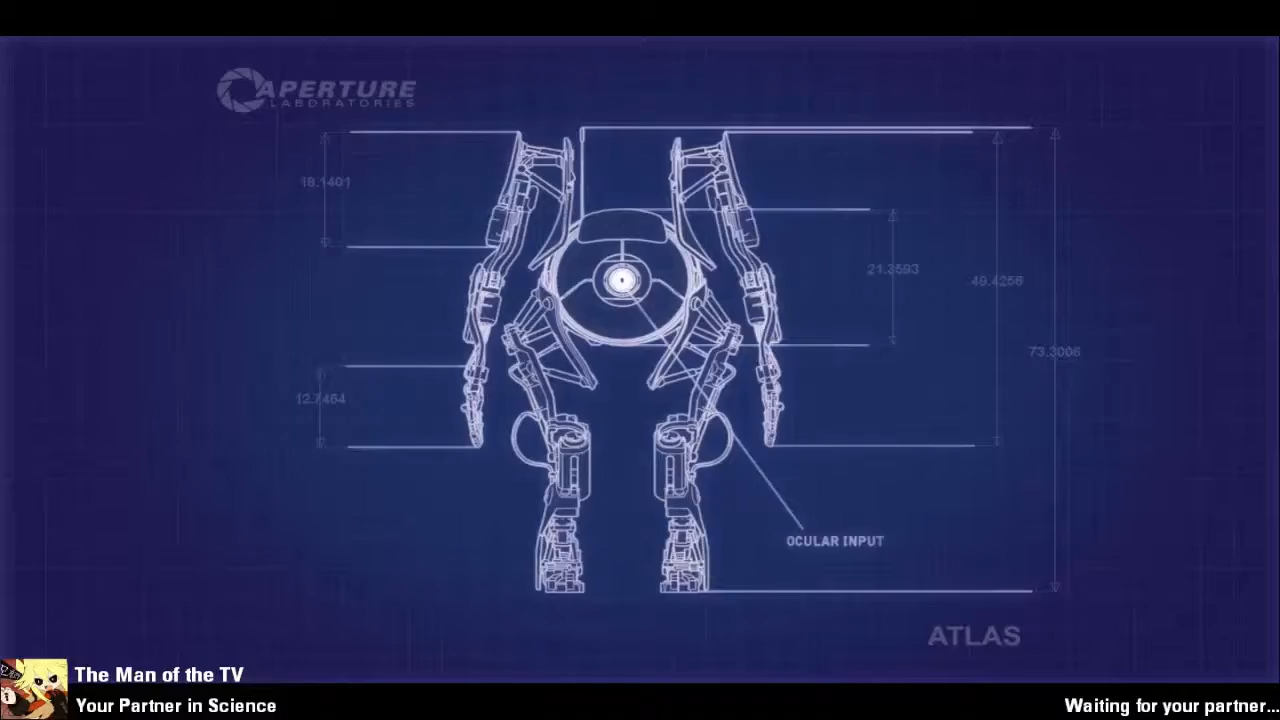 APERTURE
LABORATORIES
18.1401
21.3593
49.4256
73.3006
12.7464
OCULAR INPUT
ATLAS
The Man of the TV
Your Partner in Science
Waiting for your partner...